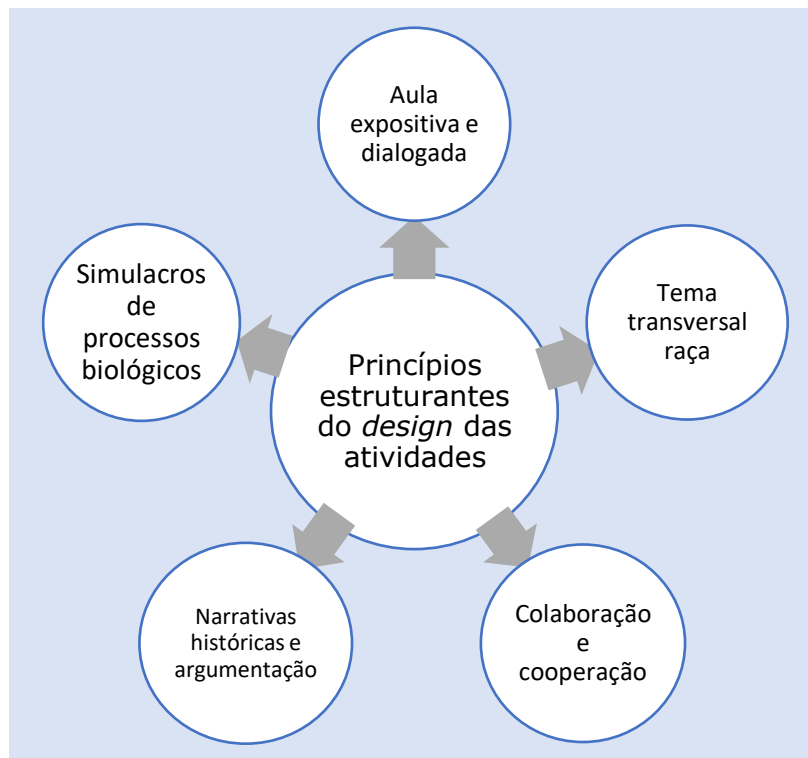 Aula
expositiva e
dialogada
Simulacros
de
processos
biológicos
Tema
transversal
raça
Princípios
estruturantes
do design das
atividades
Narrativas
históricas e
argumentação
Colaboração
e
cooperação